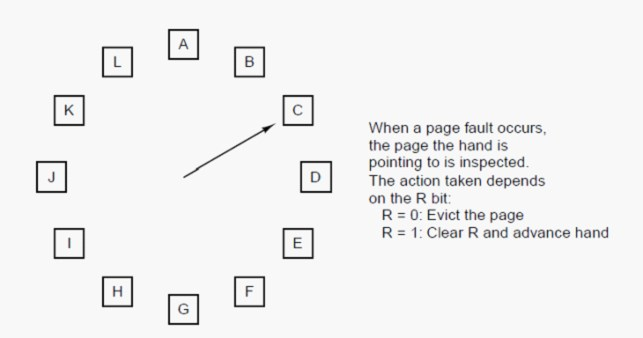 A
L
B
K
C
J
D
I
E
H
F
G
When a page fault occurs,
the page the hand is
pointing to is inspected.
The action taken depends
on the R bit:
R = 0: Evict the page
R = 1: Clear R and advance hand